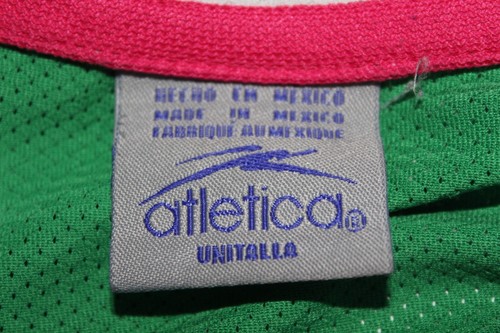 HECHO EN MEXICO
MADE IN MEXICO
FABRIQUE AU MEXIQUE
atletica®
UNITALLA